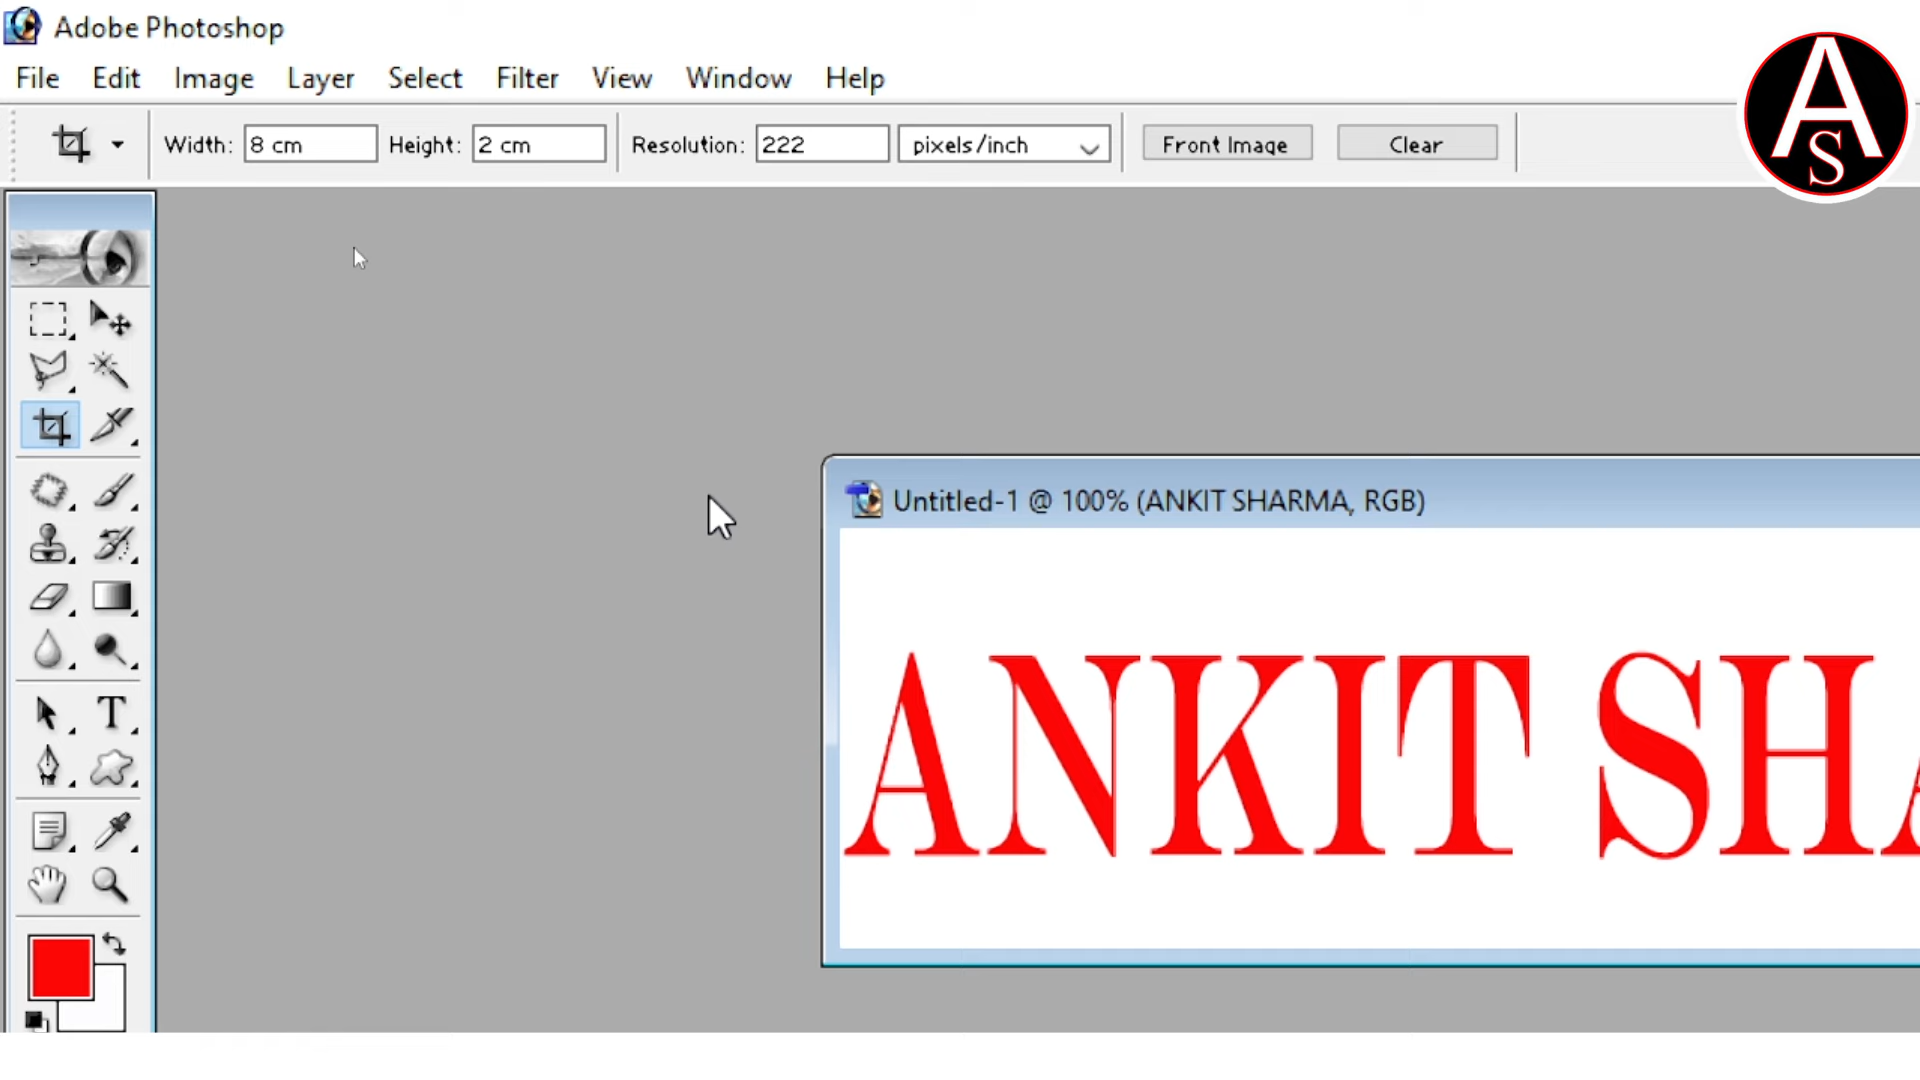 Adobe Photoshop
File Edit Image Layer Select Filter View Window Help
Width: 8 cm Height: 2 cm Resolution: 222 pixels/inch Front Image Clear
AS
T
Untitled-1 @ 100% (ANKIT SHARMA, RGB)
ANKIT SHA